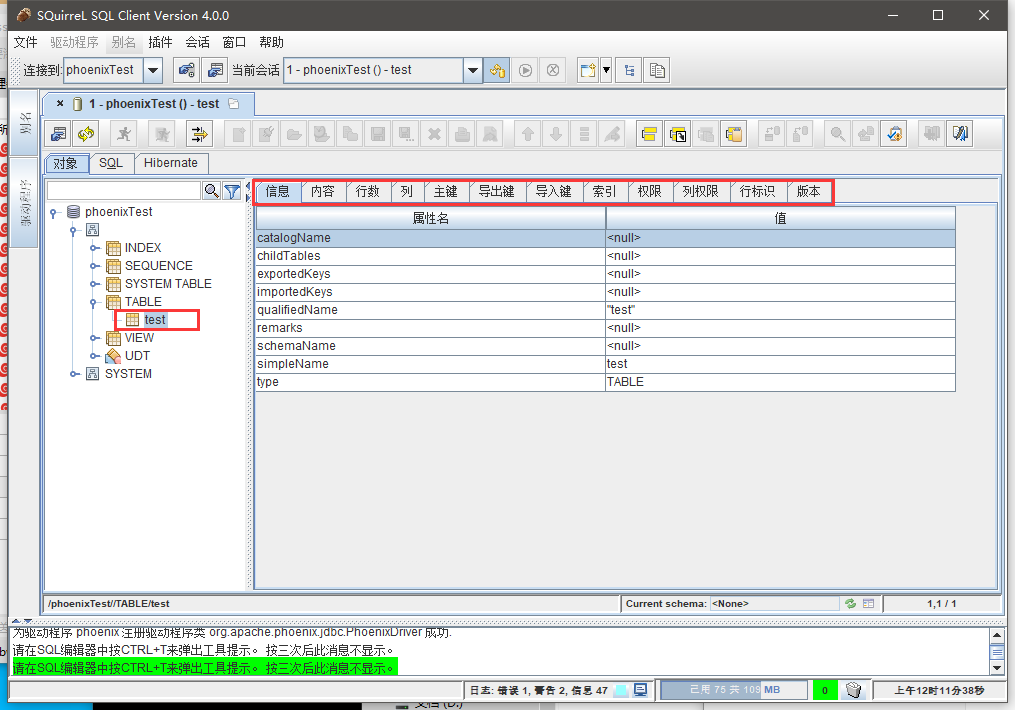 SQuirreL SQL Client Version 4.0.0
文件 驱动程序 别名 插件 会话 窗口 帮助
连接到: phoenixTest 当前会话 1 - phoenixTest () - test
1 - phoenixTest () - test
对象 SQL Hibernate
信息 内容 行数 列 主键 导出键 导入键 索引 权限 列权限 行标识 版本
phoenixTest
INDEX
SEQUENCE
SYSTEM TABLE
TABLE
test
VIEW
UDT
SYSTEM
属性名 值
catalogName <null>
childTables <null>
exportedKeys <null>
importedKeys <null>
qualifiedName "test"
remarks <null>
schemaName <null>
simpleName test
type TABLE
/phoenixTest//TABLE/test Current schema: <None> 1,1 / 1
为驱动程序 phoenix 注册驱动程序类 org.apache.phoenix.jdbc.PhoenixDriver 成功.
请在SQL编辑器中按CTRL+T来弹出工具提示。 按三次后此消息不显示。
请在SQL编辑器中按CTRL+T来弹出工具提示。 按三次后此消息不显示。
日志: 错误 1, 警告 2, 信息 47 已用 75 共 109 MB 0 上午12时11分38秒
文档 (D:)